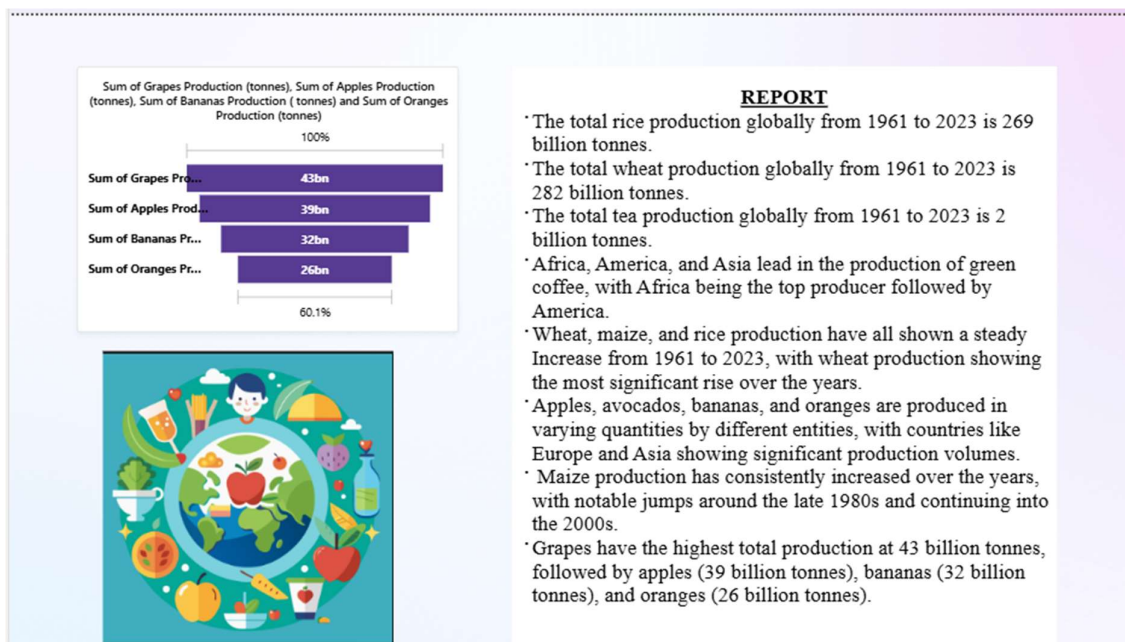 Sum of Grapes Production (tonnes), Sum of Apples Production
(tonnes), Sum of Bananas Production ( tonnes) and Sum of Oranges
Production (tonnes)
100%
Sum of Grapes Pro...
43bn
Sum of Apples Prod...
39bn
Sum of Bananas Pr...
32bn
Sum of Oranges Pr...
26bn
60.1%
REPORT
· The total rice production globally from 1961 to 2023 is 269
billion tonnes.
· The total wheat production globally from 1961 to 2023 is
282 billion tonnes.
· The total tea production globally from 1961 to 2023 is 2
billion tonnes.
· Africa, America, and Asia lead in the production of green
coffee, with Africa being the top producer followed by
America.
· Wheat, maize, and rice production have all shown a steady
Increase from 1961 to 2023, with wheat production showing
the most significant rise over the years.
· Apples, avocados, bananas, and oranges are produced in
varying quantities by different entities, with countries like
Europe and Asia showing significant production volumes.
· Maize production has consistently increased over the years,
with notable jumps around the late 1980s and continuing into
the 2000s.
· Grapes have the highest total production at 43 billion tonnes,
followed by apples (39 billion tonnes), bananas (32 billion
tonnes), and oranges (26 billion tonnes).